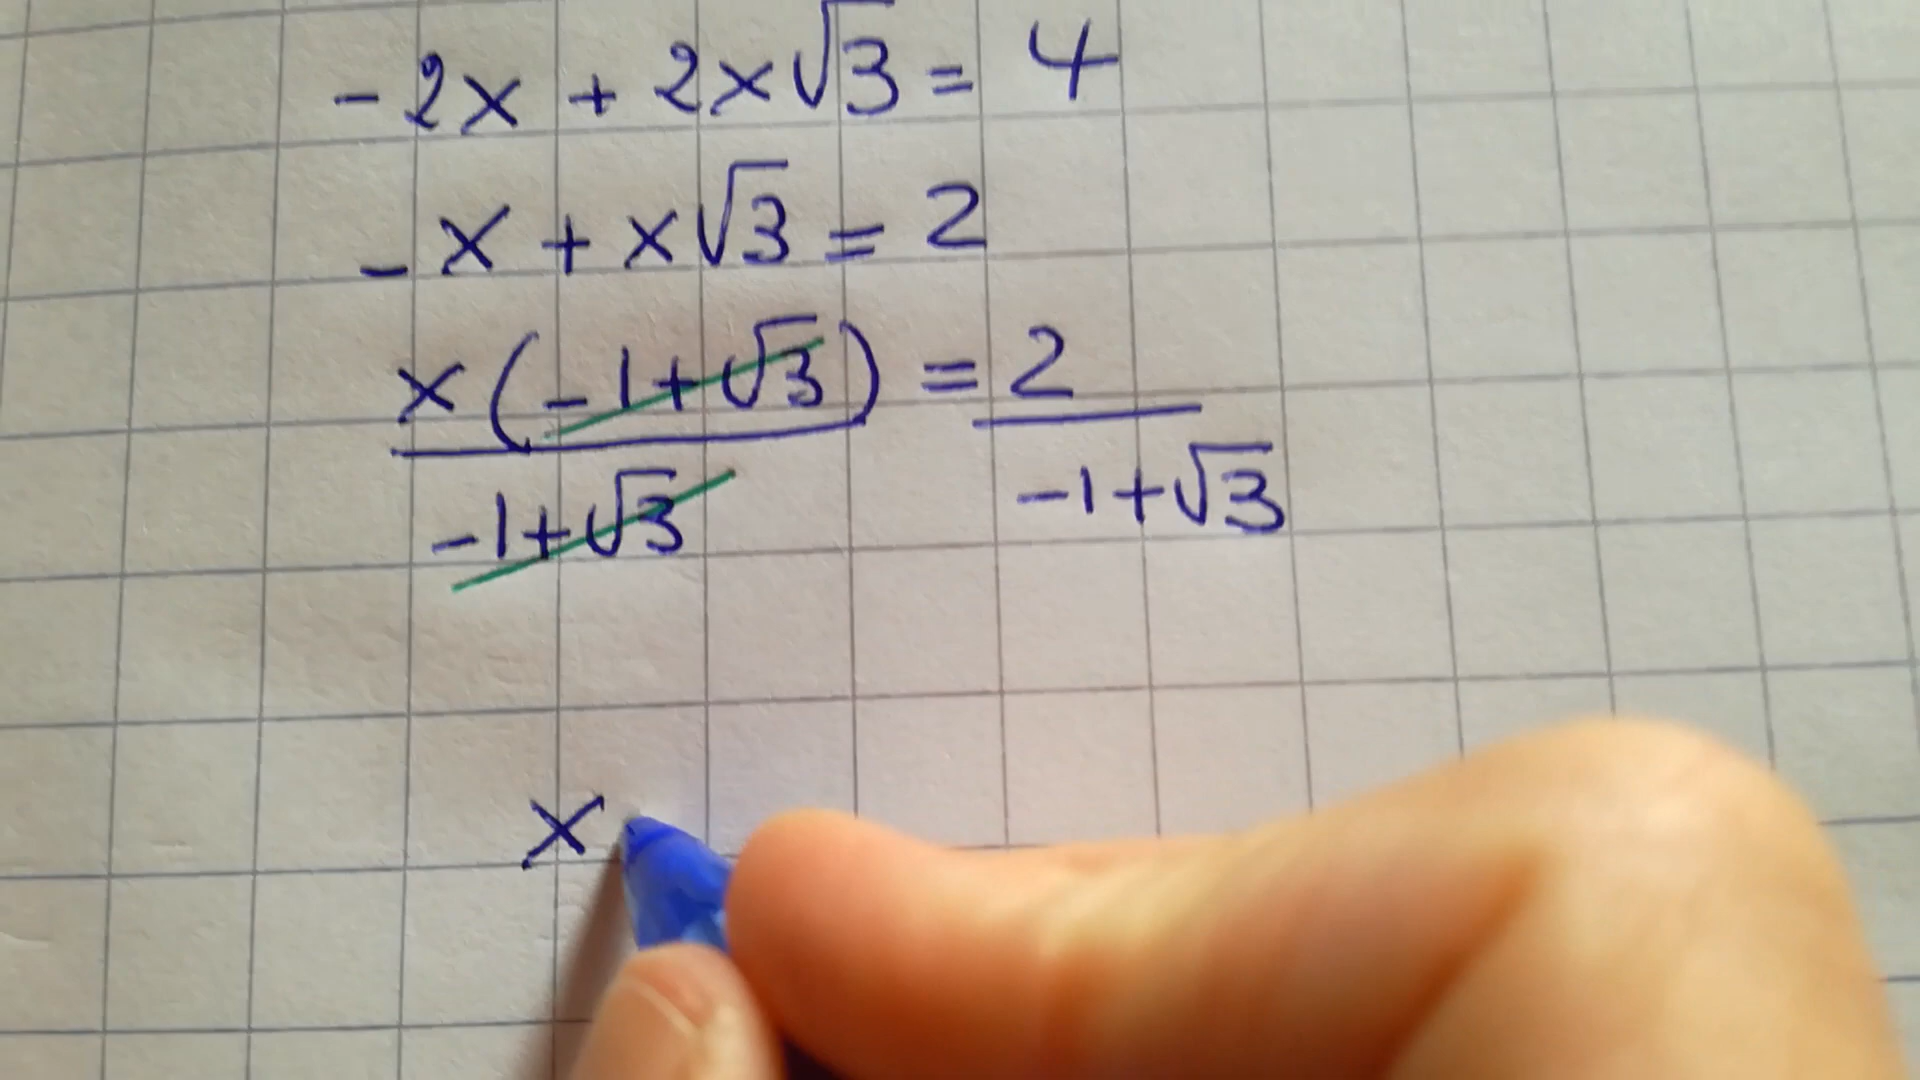 -2x + 2x√3 = 4
-x + x√3 = 2
x(-1+√3) = 2
-1+√3 -1+√3
x